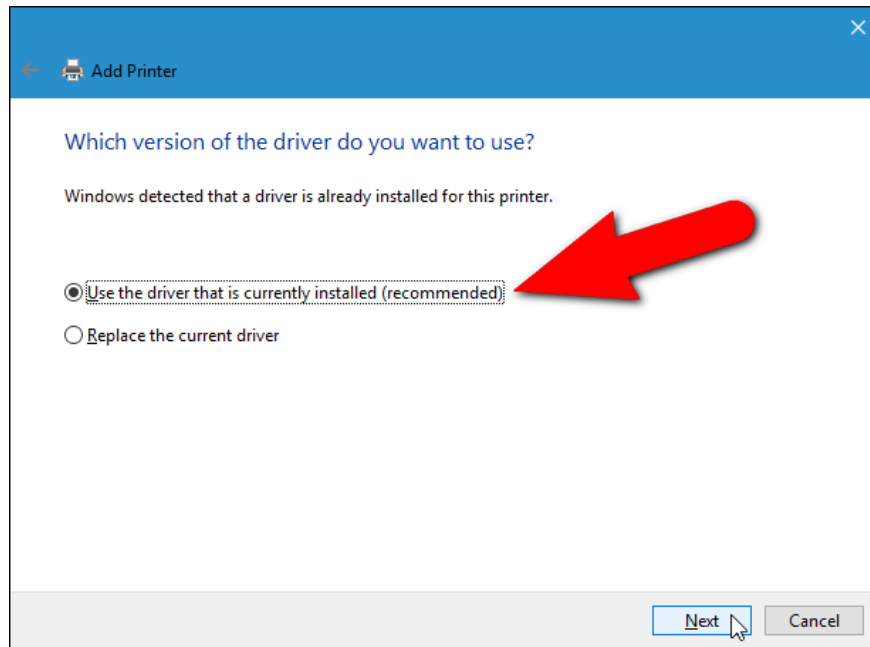 Add Printer
Which version of the driver do you want to use?
Windows detected that a driver is already installed for this printer.
Use the driver that is currently installed (recommended)
Replace the current driver
Next
Cancel